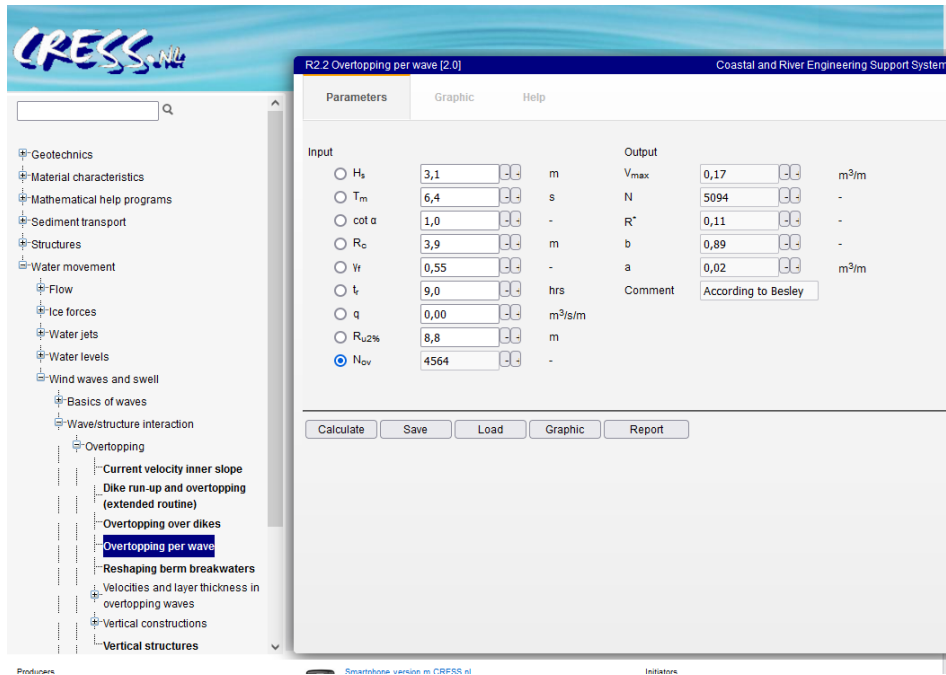 CRESS.NL
R2.2 Overtopping per wave [2.0] Coastal and River Engineering Support System
Parameters Graphic Help
Geotechnics
Material characteristics
Mathematical help programs
Sediment transport
Structures
Water movement
Flow
Ice forces
Water jets
Water levels
Wind waves and swell
Basics of waves
Wave/structure interaction
Overtopping
Current velocity inner slope
Dike run-up and overtopping
(extended routine)
Overtopping over dikes
Overtopping per wave
Reshaping berm breakwaters
Velocities and layer thickness in
overtopping waves
Vertical constructions
Vertical structures
Input Output
Hs 3,1 m Vmax 0,17 m³/m
Tm 6,4 s N 5094 -
cot α 1,0 - R* 0,11 -
Rc 3,9 m b 0,89 -
γf 0,55 - a 0,02 m³/m
tr 9,0 hrs Comment According to Besley
q 0,00 m³/s/m
Ru2% 8,8 m
Nov 4564 -
Calculate Save Load Graphic Report
Producers Smartphone version m.CRESS.nl Initiators